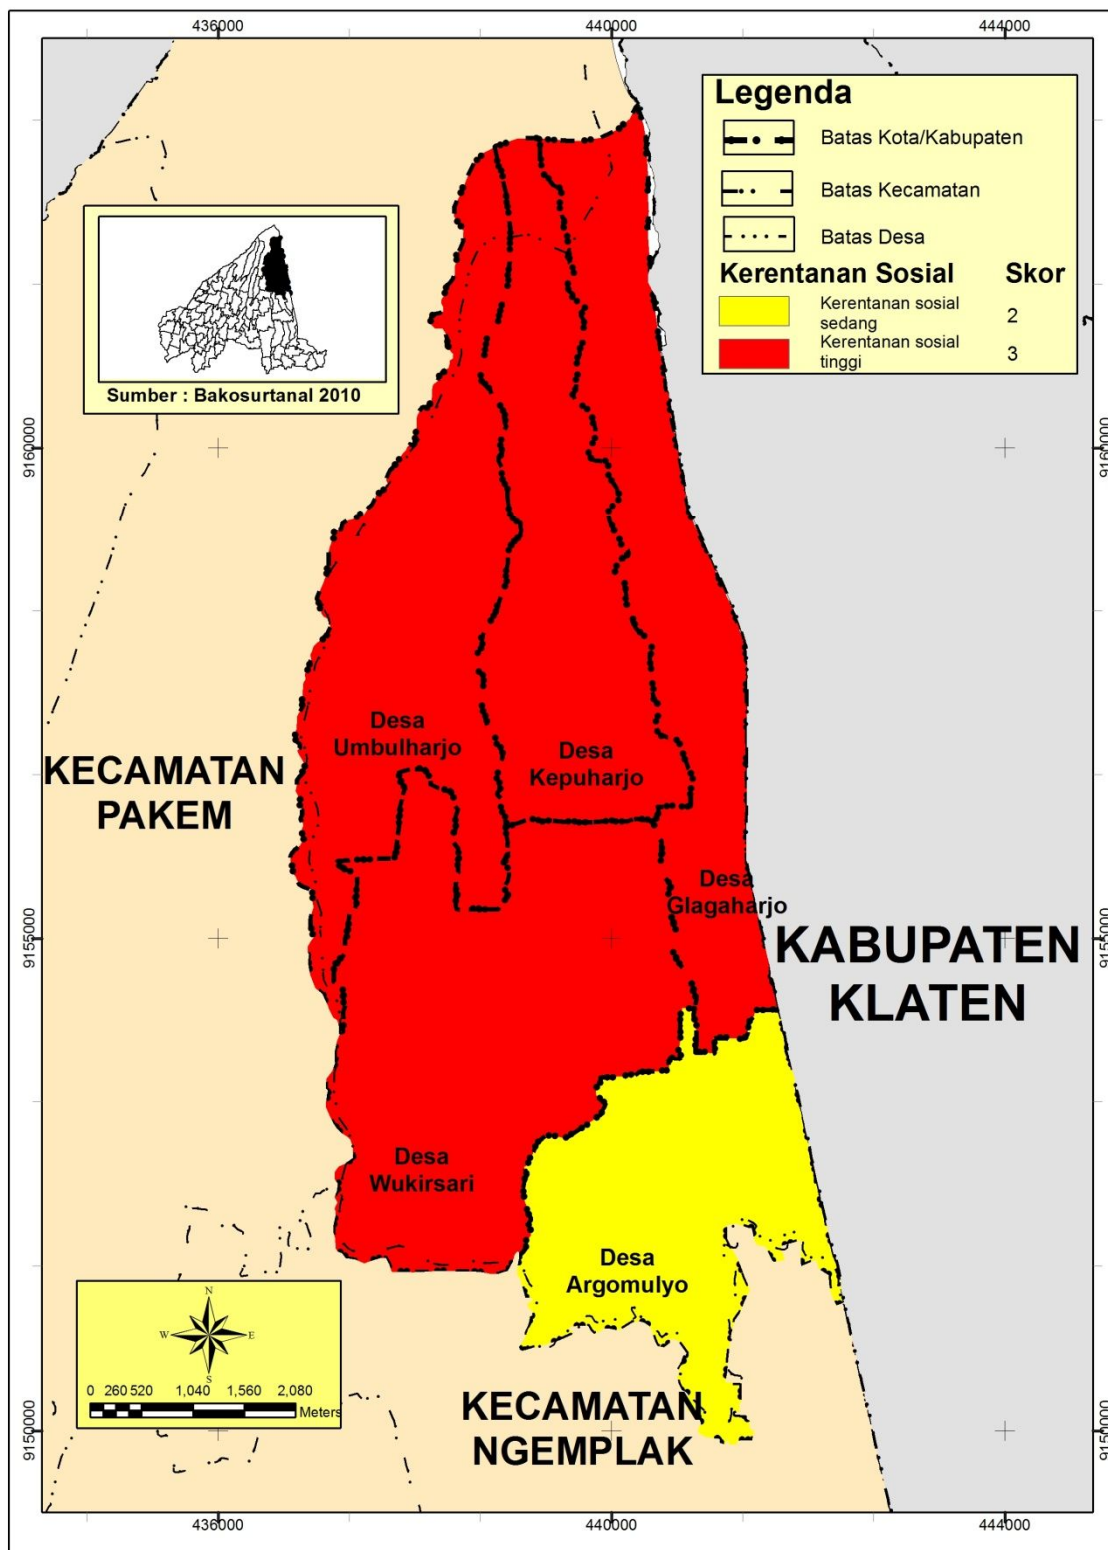 436000
440000
444000
Legenda
Batas Kota/Kabupaten
Batas Kecamatan
Batas Desa
Kerentanan Sosial Skor
Kerentanan sosial
sedang
2
Kerentanan sosial
tinggi
3
Sumber : Bakosurtanal 2010
9160000
9160000
Desa
Umbulharjo
Desa
Kepuharjo
KECAMATAN
PAKEM
Desa
Glagaharjo
9155000
9155000
KABUPATEN
KLATEN
Desa
Wukirsari
Desa
Argomulyo
N
W
E
S
0 260 520 1,040 1,560 2,080
Meters
KECAMATAN
NGEMPLAK
9150000
9150000
436000
440000
444000